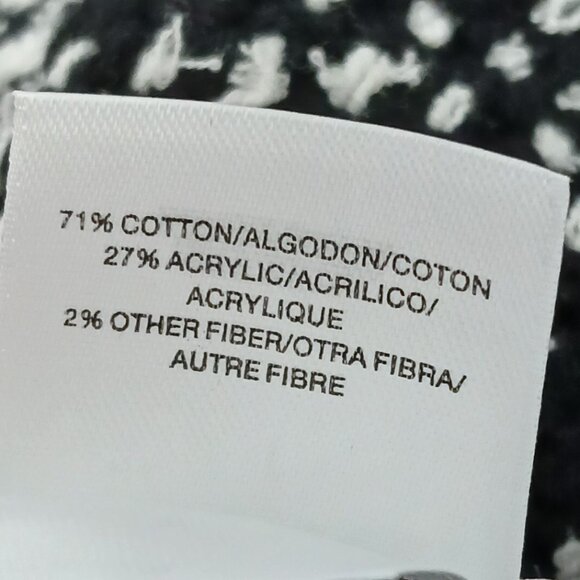 71% COTTON/ALGODON/COTON
27% ACRYLIC/ACRILICO/
ACRYLIQUE
2% OTHER FIBER/OTRA FIBRA/
AUTRE FIBRE